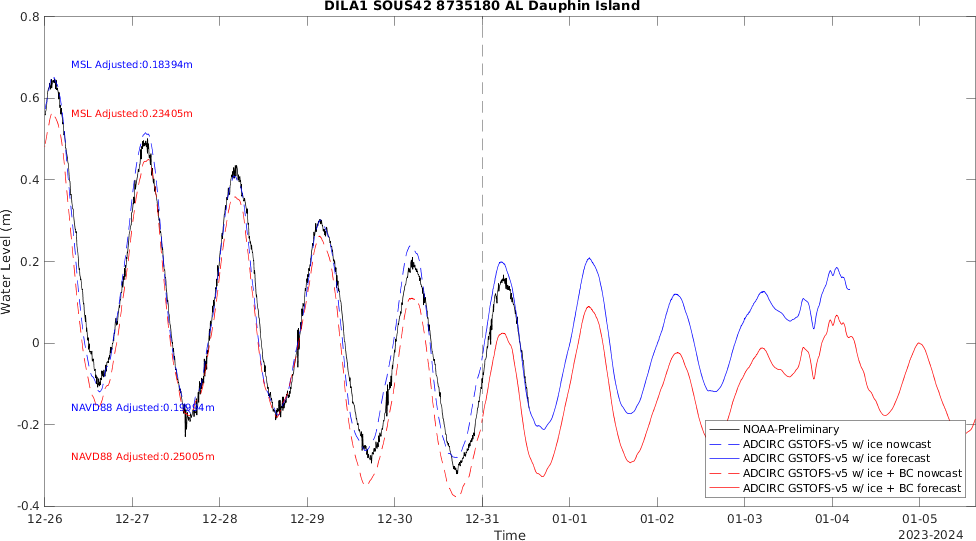 DILA1 SOUS42 8735180 AL Dauphin Island
0.8
MSL Adjusted:0.18394m
0.6
MSL Adjusted:0.23405m
0.4
0.2
Water Level (m)
0
NAVD88 Adjusted:0.19994m
-0.2
NOAA-Preliminary
ADCIRC GSTOFS-v5 w/ ice nowcast
ADCIRC GSTOFS-v5 w/ ice forecast
NAVD88 Adjusted:0.25005m
ADCIRC GSTOFS-v5 w/ ice + BC nowcast
ADCIRC GSTOFS-v5 w/ ice + BC forecast
-0.4
12-26 12-27 12-28 12-29 12-30 12-31 01-01 01-02 01-03 01-04 01-05
Time
2023-2024